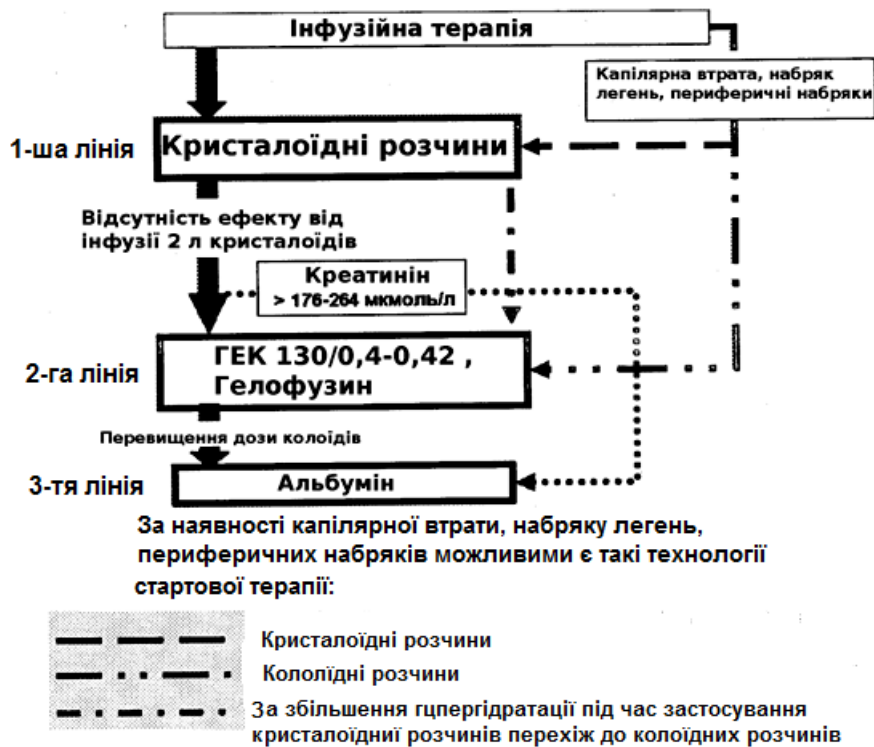 Інфузійна терапія
Капілярна втрата, набряк
легень, периферичні набряки
1-ша лінія
Кристалоїдні розчини
Відсутність ефекту від
інфузії 2 л кристалоїдів
Креатинін
> 176-264 мкмоль/л
2-га лінія
ГЕК 130/0,4-0,42 ,
Гелофузин
Перевищення дози колоїдів
3-тя лінія
Альбумін
За наявності капілярної втрати, набряку легень,
периферичних набряків можливими є такі технології
стартової терапії:
Кристалоїдні розчини
Кололїдні розчини
За збільшення гцпергідратації під час застосування
кристалоїдниї розчинів перехіж до колоїдних розчинів